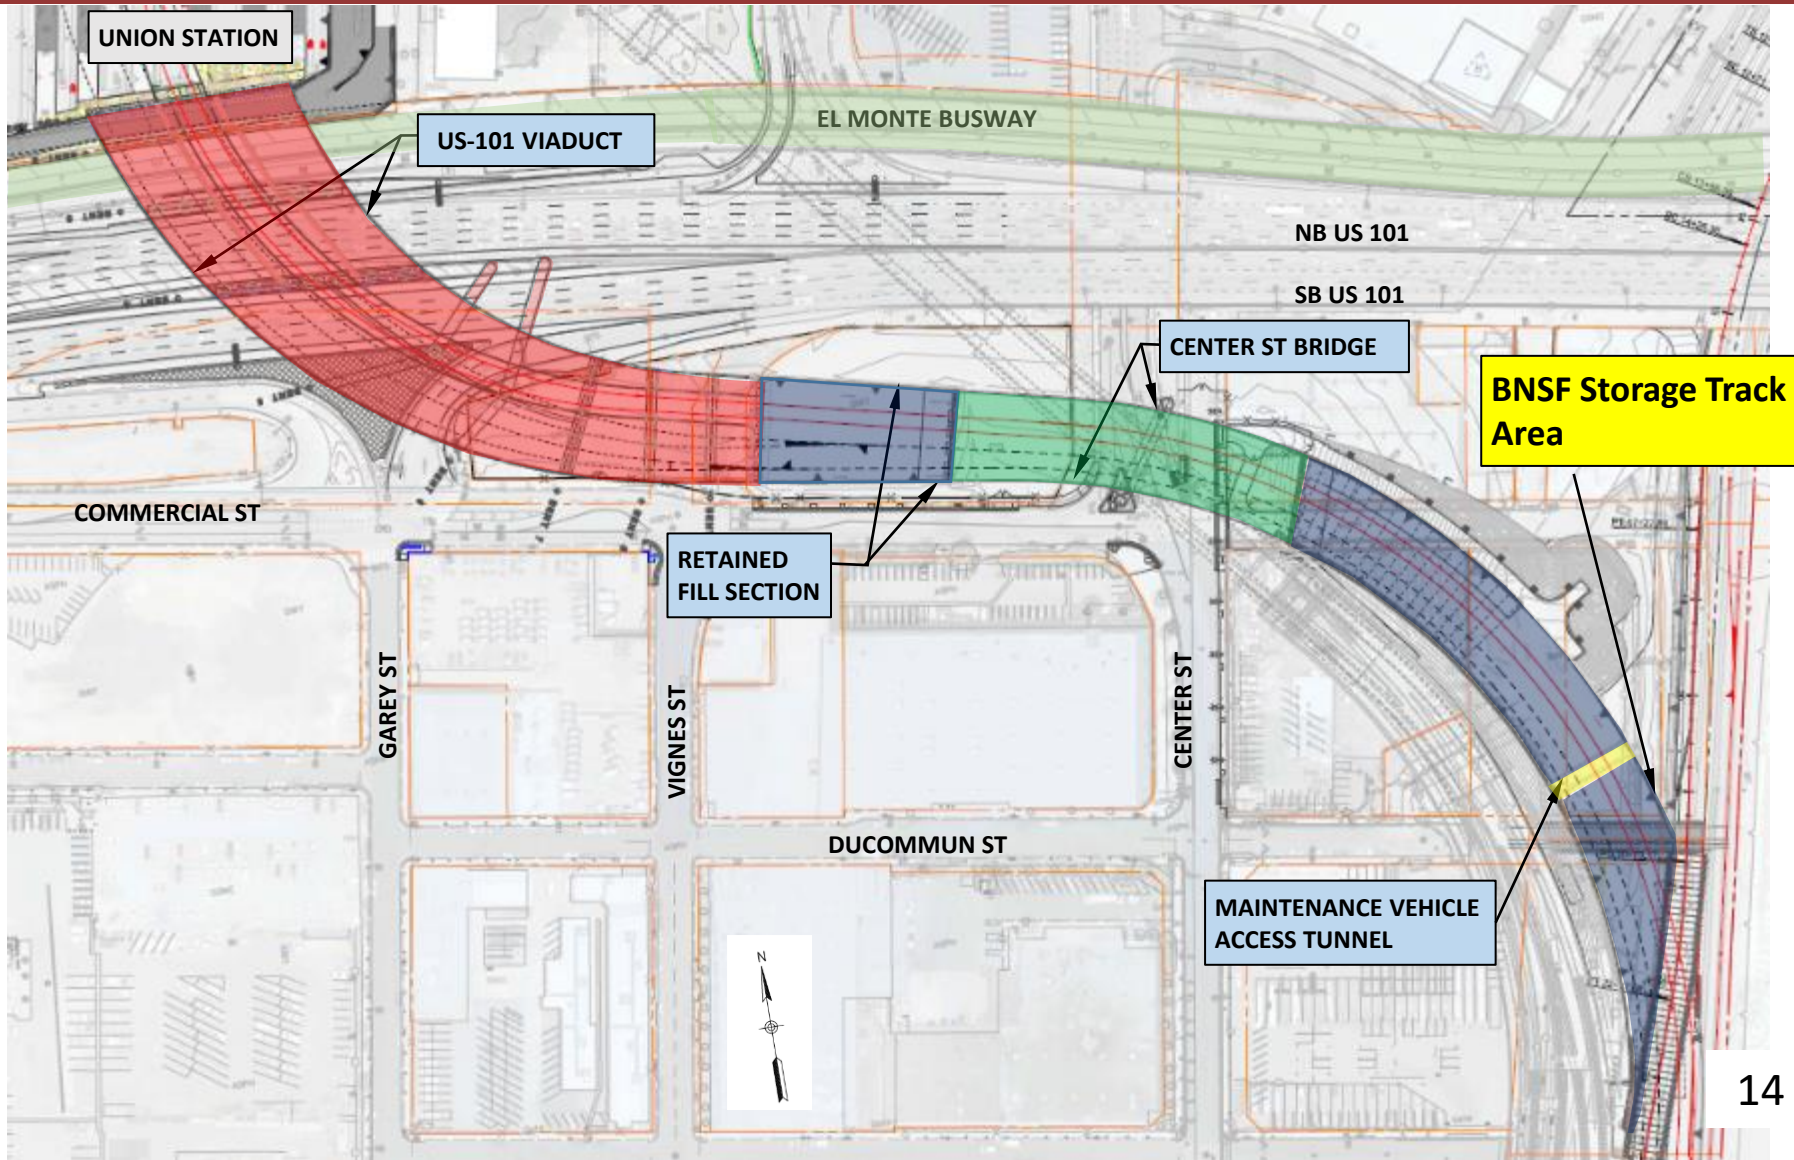 UNION STATION
US-101 VIADUCT
EL MONTE BUSWAY
NB US 101
SB US 101
CENTER ST BRIDGE
BNSF Storage Track
Area
COMMERCIAL ST
RETAINED
FILL SECTION
GAREY ST
VIGNES ST
CENTER ST
DUCOMMUN ST
MAINTENANCE VEHICLE
ACCESS TUNNEL
N
14